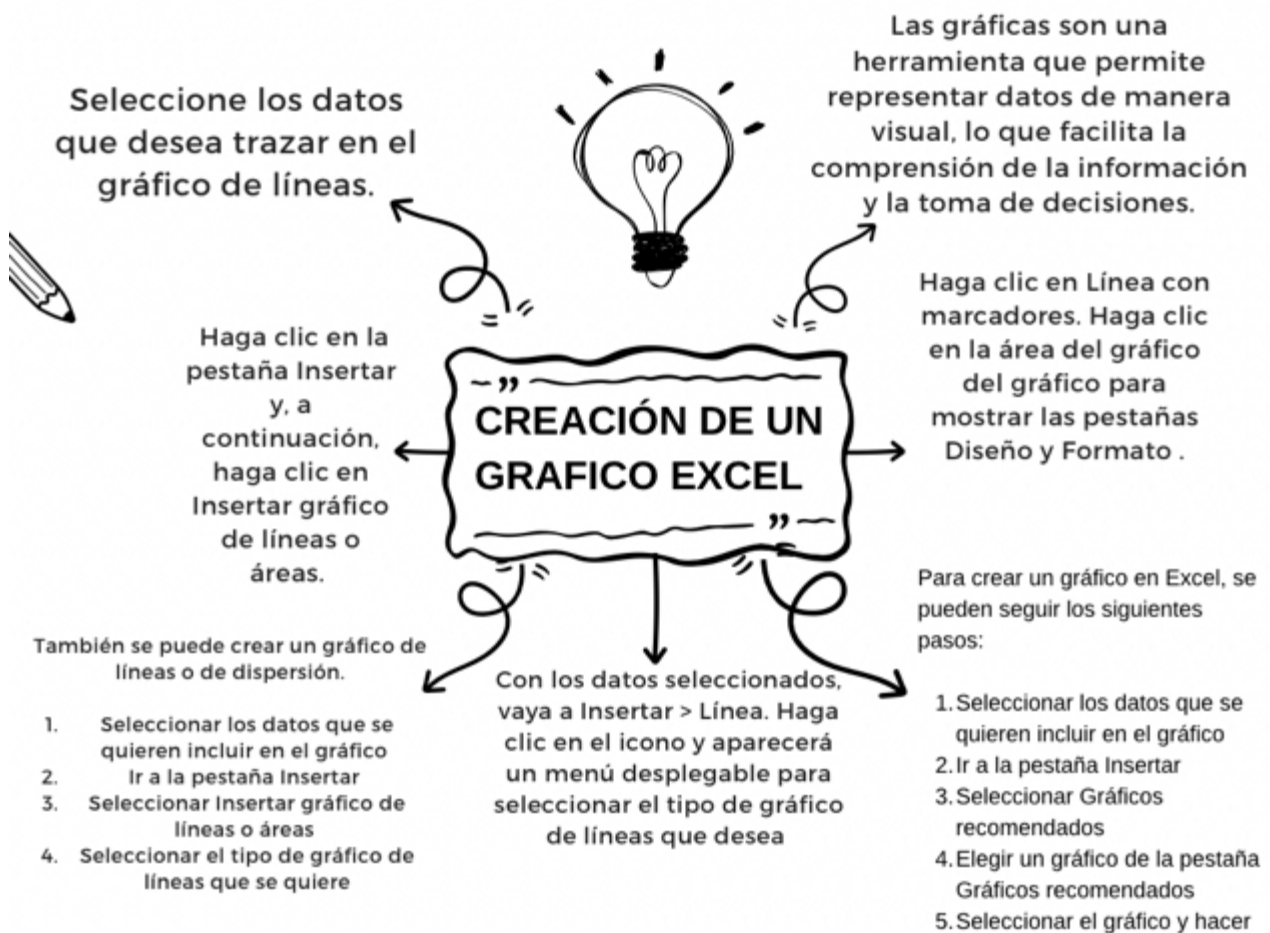 Las gráficas son una
herramienta que permite
representar datos de manera
visual, lo que facilita la
comprensión de la información
y la toma de decisiones.
Seleccione los datos
que desea trazar en el
gráfico de líneas.
Haga clic en Línea con
marcadores. Haga clic
en la área del gráfico
del gráfico para
mostrar las pestañas
Diseño y Formato .
Haga clic en la
pestaña Insertar
y, a
continuación,
haga clic en
Insertar gráfico
de líneas o
áreas.
CREACIÓN DE UN
GRAFICO EXCEL
También se puede crear un gráfico de
líneas o de dispersión.
1. Seleccionar los datos que se
quieren incluir en el gráfico
2. Ir a la pestaña Insertar
3. Seleccionar Insertar gráfico de
líneas o áreas
4. Seleccionar el tipo de gráfico de
líneas que se quiere
Con los datos seleccionados,
vaya a Insertar > Línea. Haga
clic en el icono y aparecerá
un menú desplegable para
seleccionar el tipo de gráfico
de líneas que desea
Para crear un gráfico en Excel, se
pueden seguir los siguientes
pasos:
1. Seleccionar los datos que se
quieren incluir en el gráfico
2. Ir a la pestaña Insertar
3. Seleccionar Gráficos
recomendados
4. Elegir un gráfico de la pestaña
Gráficos recomendados
5. Seleccionar el gráfico y hacer